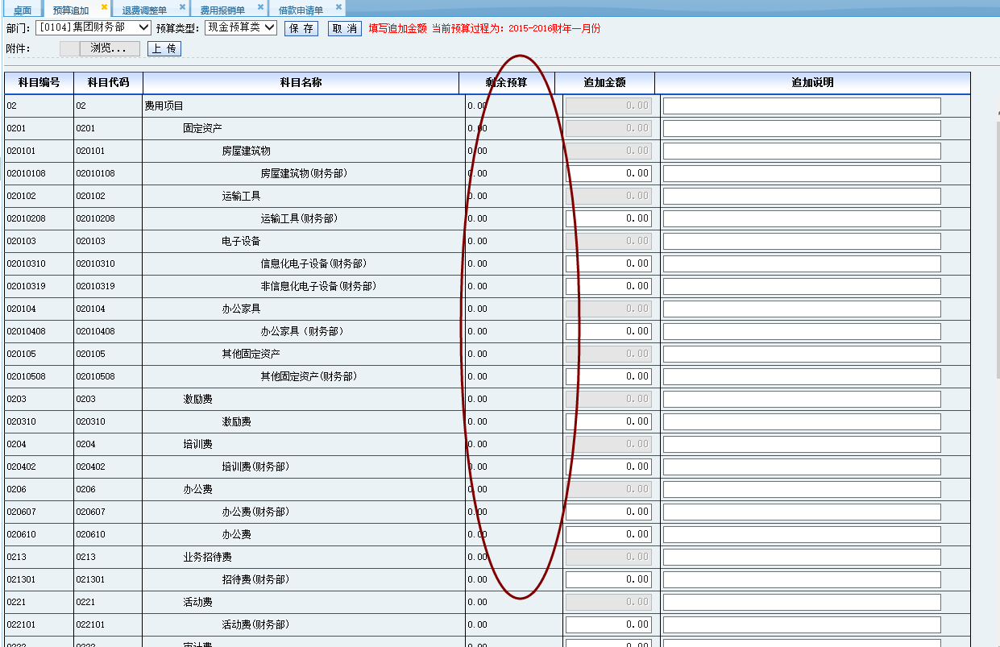 桌面 预算追加 退费调整单 费用报销单 借款申请单
部门: [0104]集团财务部 预算类型: 现金预算类 保 存 取 消 填写追加金额 当前预算过程为: 2015-2016财年一月份
附件: 浏览... 上 传
科目编号 科目代码 科目名称 剩余预算 追加金额 追加说明
02 02 费用项目 0.00 0.00
0201 0201 固定资产 0.00 0.00
020101 020101 房屋建筑物 0.00 0.00
02010108 02010108 房屋建筑物(财务部) 0.00 0.00
020102 020102 运输工具 0.00 0.00
02010208 02010208 运输工具(财务部) 0.00 0.00
020103 020103 电子设备 0.00 0.00
02010310 02010310 信息化电子设备(财务部) 0.00 0.00
02010319 02010319 非信息化电子设备(财务部) 0.00 0.00
020104 020104 办公家具 0.00 0.00
02010408 02010408 办公家具（财务部） 0.00 0.00
020105 020105 其他固定资产 0.00 0.00
02010508 02010508 其他固定资产(财务部) 0.00 0.00
0203 0203 激励费 0.00 0.00
020310 020310 激励费 0.00 0.00
0204 0204 培训费 0.00 0.00
020402 020402 培训费(财务部) 0.00 0.00
0206 0206 办公费 0.00 0.00
020607 020607 办公费(财务部) 0.00 0.00
020610 020610 办公费 0.00 0.00
0213 0213 业务招待费 0.00 0.00
021301 021301 招待费(财务部) 0.00 0.00
0221 0221 活动费 0.00 0.00
022101 022101 活动费(财务部) 0.00 0.00
0222 0222 审计费 0.00 0.00